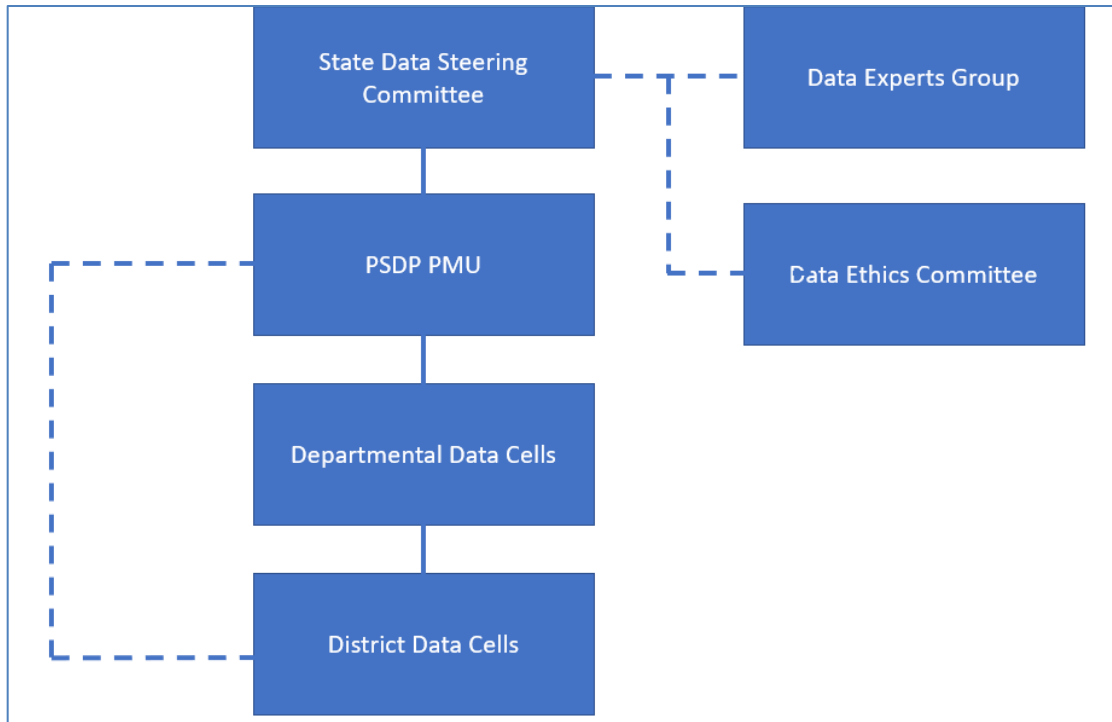 State Data Steering
Committee
Data Experts Group
PSDP PMU
Data Ethics Committee
Departmental Data Cells
District Data Cells